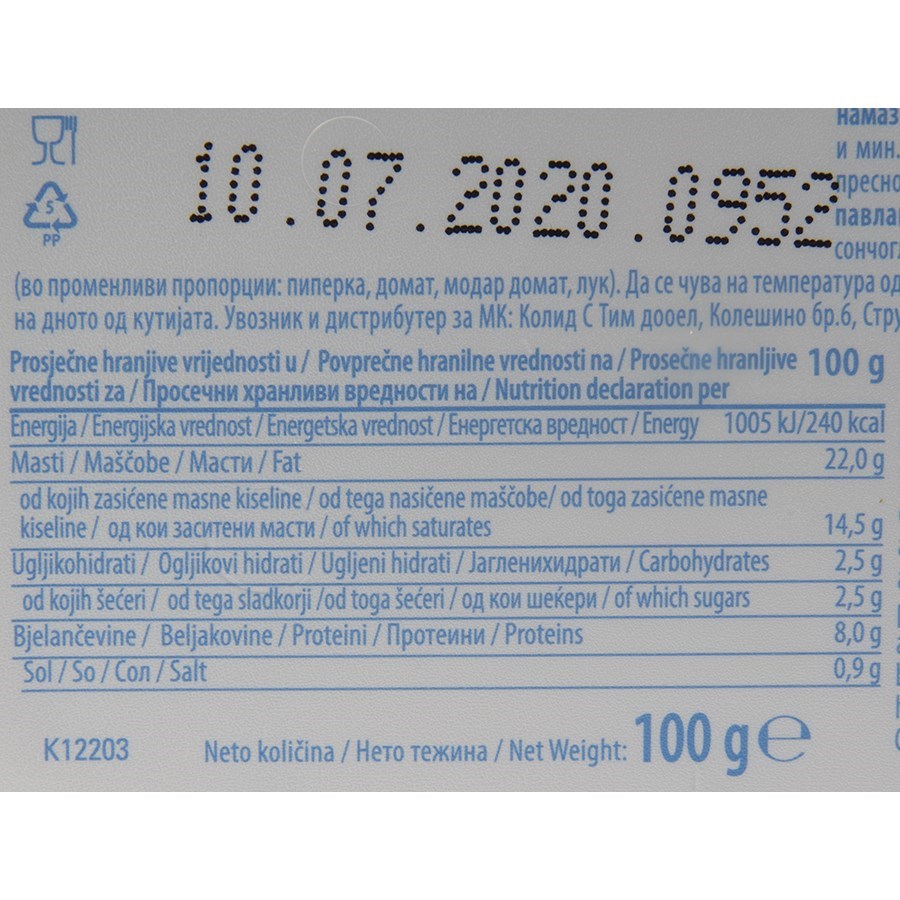 намаз
и мин.
пресно
павла
сончог
5
PP
10.07.2020.0952
(во променливи пропорции: пиперка, домат, модар домат, лук). Да се чува на температура од
на дното од кутијата. Увозник и дистрибутер за МК: Колид С Тим дооел, Колешино бр.6, Стру
Prosječne hranjive vrijednosti u / Povprečne hranilne vrednosti na / Prosečne hranljive 100 g
vrednosti za / Просечни хранливи вредности на / Nutrition declaration per
Energija / Energijska vrednost / Energetska vrednost / Енергетска вредност / Energy 1005 kJ/240 kcal
Masti / Maščobe / Масти / Fat 22,0 g
od kojih zasićene masne kiseline / od tega nasičene maščobe/ od toga zasićene masne
kiseline / од кои заситени масти / of which saturates 14,5 g
Ugljikohidrati / Ogljikovi hidrati / Ugljeni hidrati / Јагленихидрати / Carbohydrates 2,5 g
od kojih šećeri / od tega sladkorji /od toga šećeri / од кои шеќери / of which sugars 2,5 g
Bjelančevine / Beljakovine / Proteini / Протеини / Proteins 8,0 g
Sol / So / Сол / Salt 0,9 g
K12203 Neto količina / Нето тежина / Net Weight: 100 g e